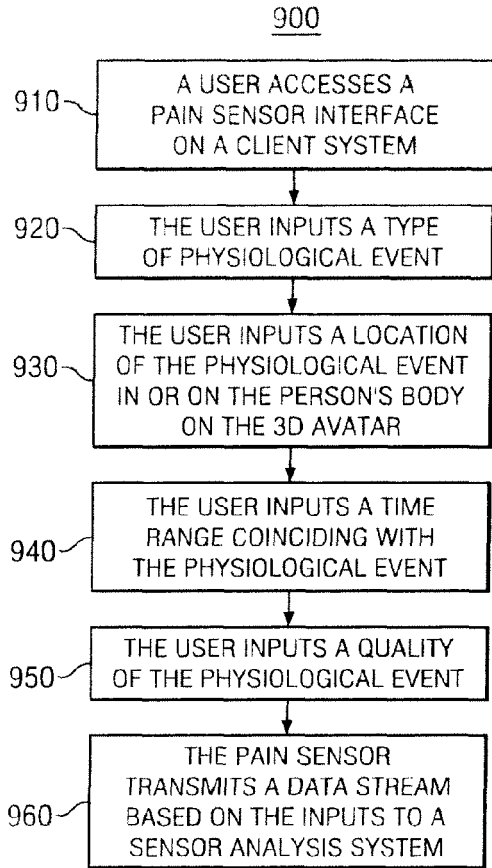 900
910
A USER ACCESSES A
PAIN SENSOR INTERFACE
ON A CLIENT SYSTEM
920
THE USER INPUTS A TYPE
OF PHYSIOLOGICAL EVENT
930
THE USER INPUTS A LOCATION
OF THE PHYSIOLOGICAL EVENT
IN OR ON THE PERSON'S BODY
ON THE 3D AVATAR
940
THE USER INPUTS A TIME
RANGE COINCIDING WITH
THE PHYSIOLOGICAL EVENT
950
THE USER INPUTS A QUALITY
OF THE PHYSIOLOGICAL EVENT
960
THE PAIN SENSOR
TRANSMITS A DATA STREAM
BASED ON THE INPUTS TO A
SENSOR ANALYSIS SYSTEM